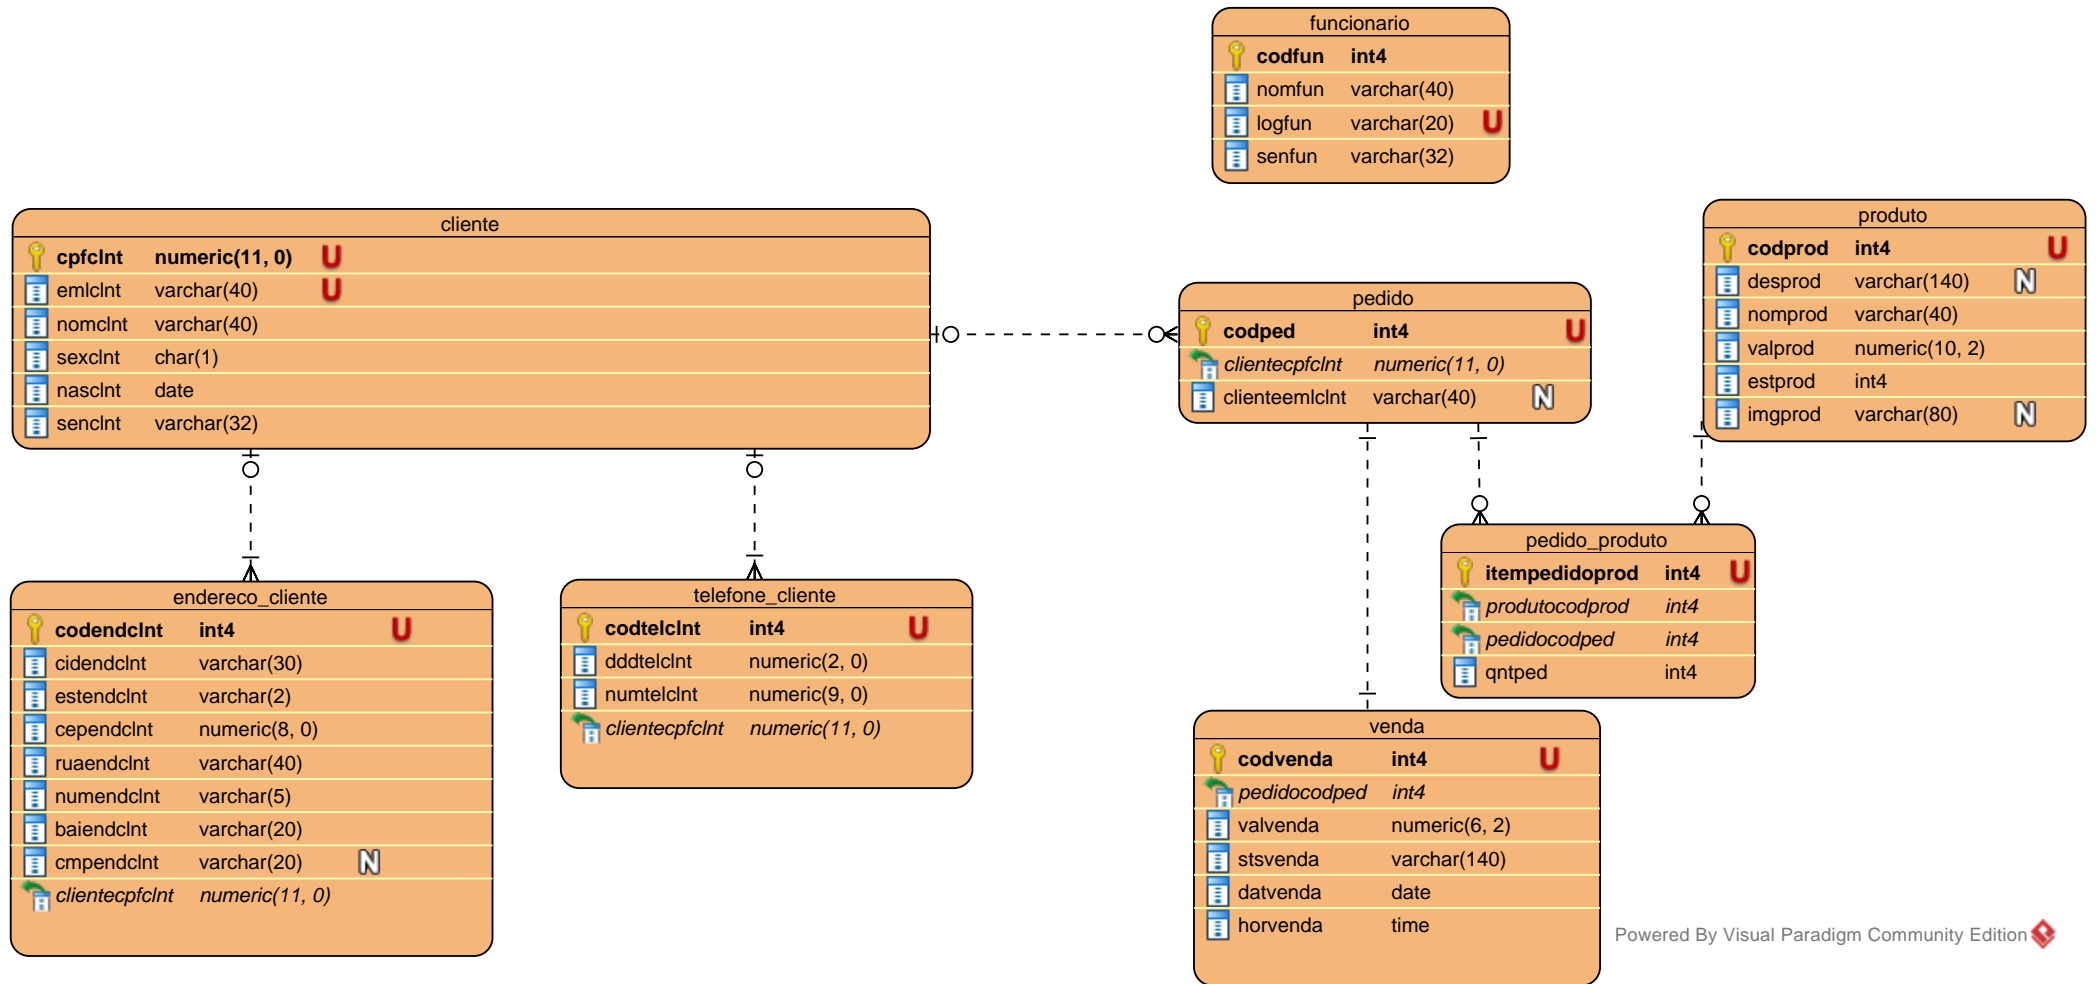 funcionario
codfun int4
nomfun varchar(40)
logfun varchar(20) U
senfun varchar(32)
cliente
cpfclnt numeric(11, 0) U
emlclnt varchar(40) U
nomclnt varchar(40)
sexclnt char(1)
nasclnt date
senclnt varchar(32)
produto
codprod int4 U
desprod varchar(140) N
nomprod varchar(40)
valprod numeric(10, 2)
estprod int4
imgprod varchar(80) N
pedido
codped int4 U
clientecpfclnt numeric(11, 0)
clienteemlclnt varchar(40) N
endereco_cliente
codendclnt int4 U
cidendclnt varchar(30)
estendclnt varchar(2)
cependclnt numeric(8, 0)
ruaendclnt varchar(40)
numendclnt varchar(5)
baiendclnt varchar(20)
cmpendclnt varchar(20) N
clientecpfclnt numeric(11, 0)
telefone_cliente
codtelclnt int4 U
dddtelclnt numeric(2, 0)
numtelclnt numeric(9, 0)
clientecpfclnt numeric(11, 0)
pedido_produto
itempedidoprod int4 U
produtocodprod int4
pedidocodped int4
qntped int4
venda
codvenda int4 U
pedidocodped int4
valvenda numeric(6, 2)
stsvenda varchar(140)
datvenda date
horvenda time
Powered By Visual Paradigm Community Edition